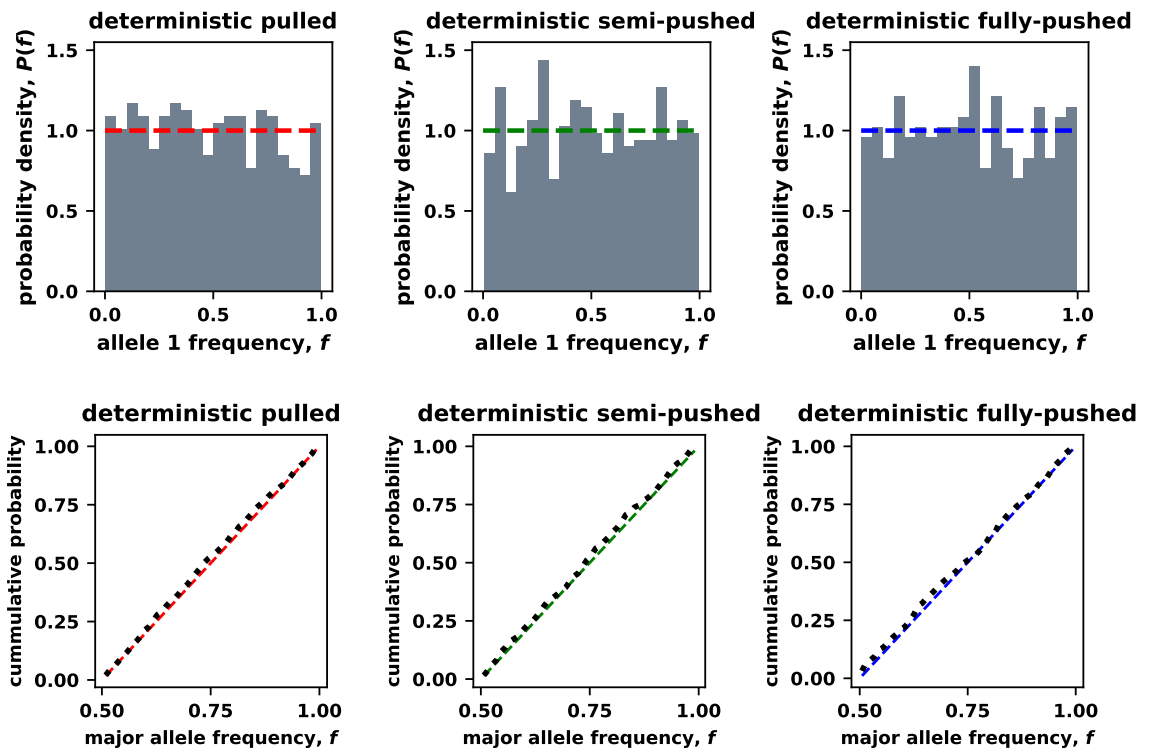 deterministic pulled
probability density, P(f)
1.5
1.0
0.5
0.0
0.0 0.5 1.0
allele 1 frequency, f
deterministic semi-pushed
probability density, P(f)
1.5
1.0
0.5
0.0
0.0 0.5 1.0
allele 1 frequency, f
deterministic fully-pushed
probability density, P(f)
1.5
1.0
0.5
0.0
0.0 0.5 1.0
allele 1 frequency, f
deterministic pulled
cummulative probability
1.00
0.75
0.50
0.25
0.00
0.50 0.75 1.00
major allele frequency, f
deterministic semi-pushed
cummulative probability
1.00
0.75
0.50
0.25
0.00
0.50 0.75 1.00
major allele frequency, f
deterministic fully-pushed
cummulative probability
1.00
0.75
0.50
0.25
0.00
0.50 0.75 1.00
major allele frequency, f